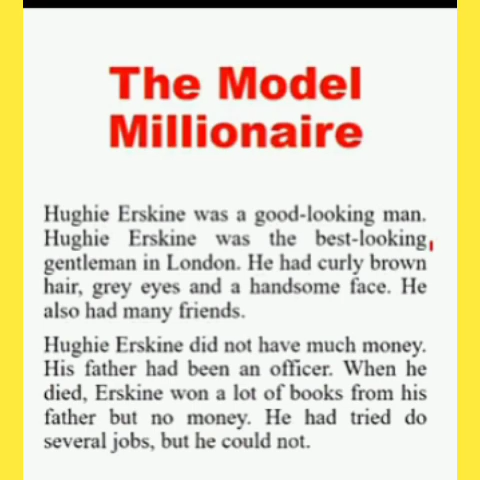 The Model
Millionaire
Hughie Erskine was a good-looking man.
Hughie Erskine was the best-looking
gentleman in London. He had curly brown
hair, grey eyes and a handsome face. He
also had many friends.
Hughie Erskine did not have much money.
His father had been an officer. When he
died, Erskine won a lot of books from his
father but no money. He had tried do
several jobs, but he could not.